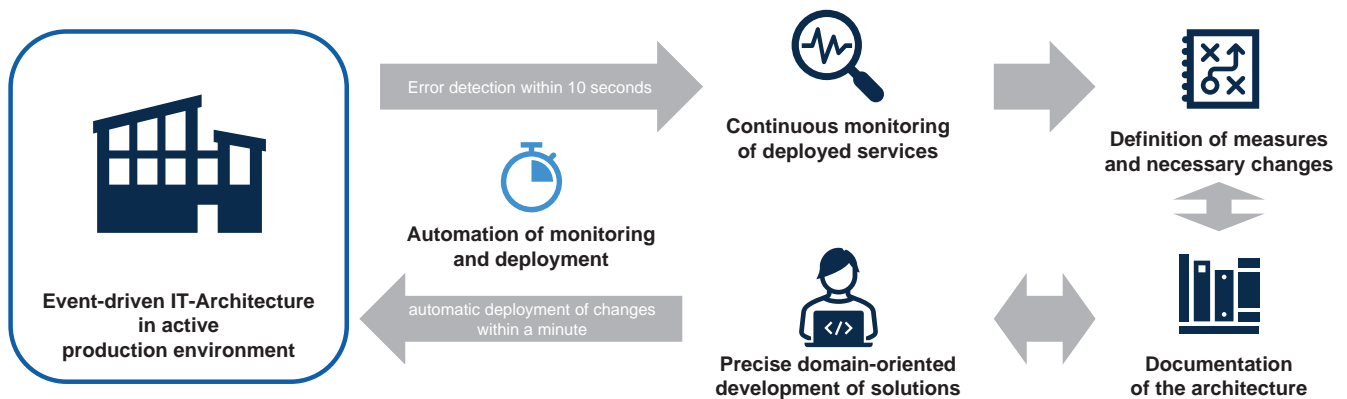 Error detection within 10 seconds
Continuous monitoring
of deployed services
Definition of measures
and necessary changes
Automation of monitoring
and deployment
Event-driven IT-Architecture
in active
production environment
automatic deployment of changes
within a minute
</>
Precise domain-oriented
development of solutions
Documentation
of the architecture